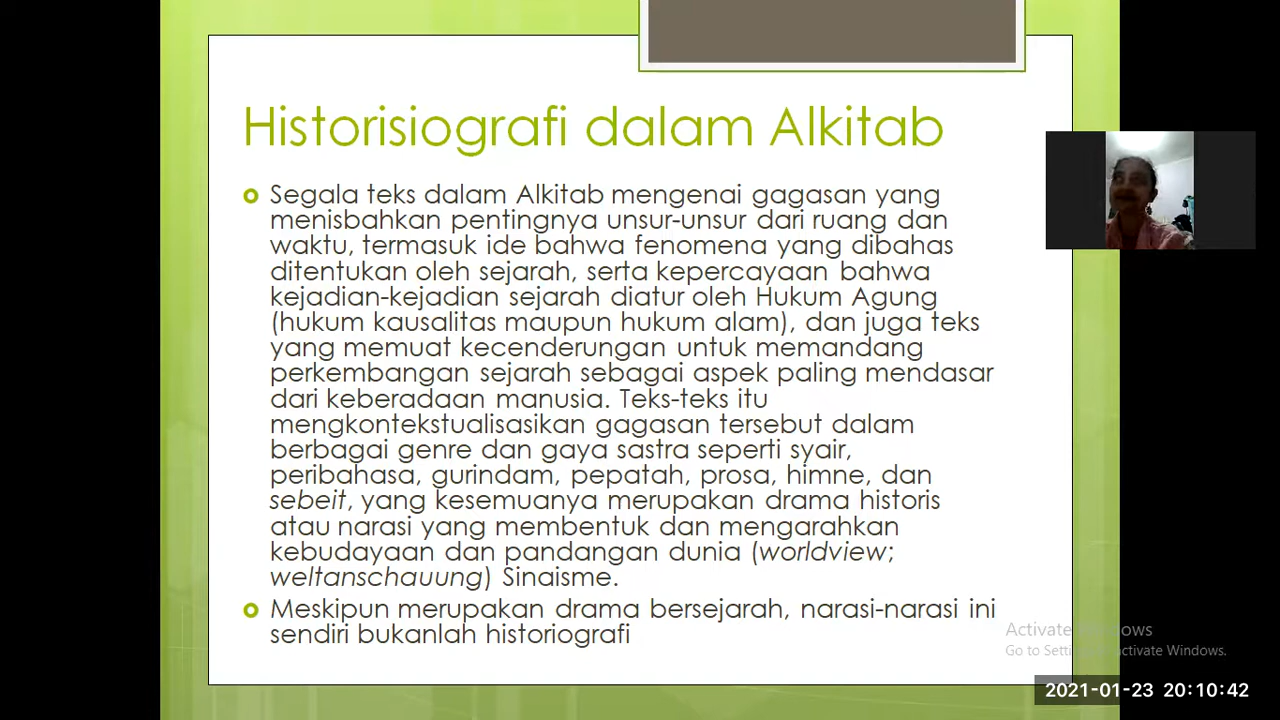 Historisiografi dalam Alkitab
Segala teks dalam Alkitab mengenai gagasan yang
menisbahkan pentingnya unsur-unsur dari ruang dan
waktu, termasuk ide bahwa fenomena yang dibahas
ditentukan oleh sejarah, serta kepercayaan bahwa
kejadian-kejadian sejarah diatur oleh Hukum Agung
(hukum kausalitas maupun hukum alam), dan juga teks
yang memuat kecenderungan untuk memandang
perkembangan sejarah sebagai aspek paling mendasar
dari keberadaan manusia. Teks-teks itu
mengkontekstualisasikan gagasan tersebut dalam
berbagai genre dan gaya sastra seperti syair,
peribahasa, gurindam, pepatah, prosa, himne, dan
sebeit, yang kesemuanya merupakan drama historis
atau narasi yang membentuk dan mengarahkan
kebudayaan dan pandangan dunia (worldview;
weltanschauung) Sinaisme.
Meskipun merupakan drama bersejarah, narasi-narasi ini
sendiri bukanlah historiografi
Activate Windows
Go to Settings to activate Windows.
2021-01-23 20:10:42